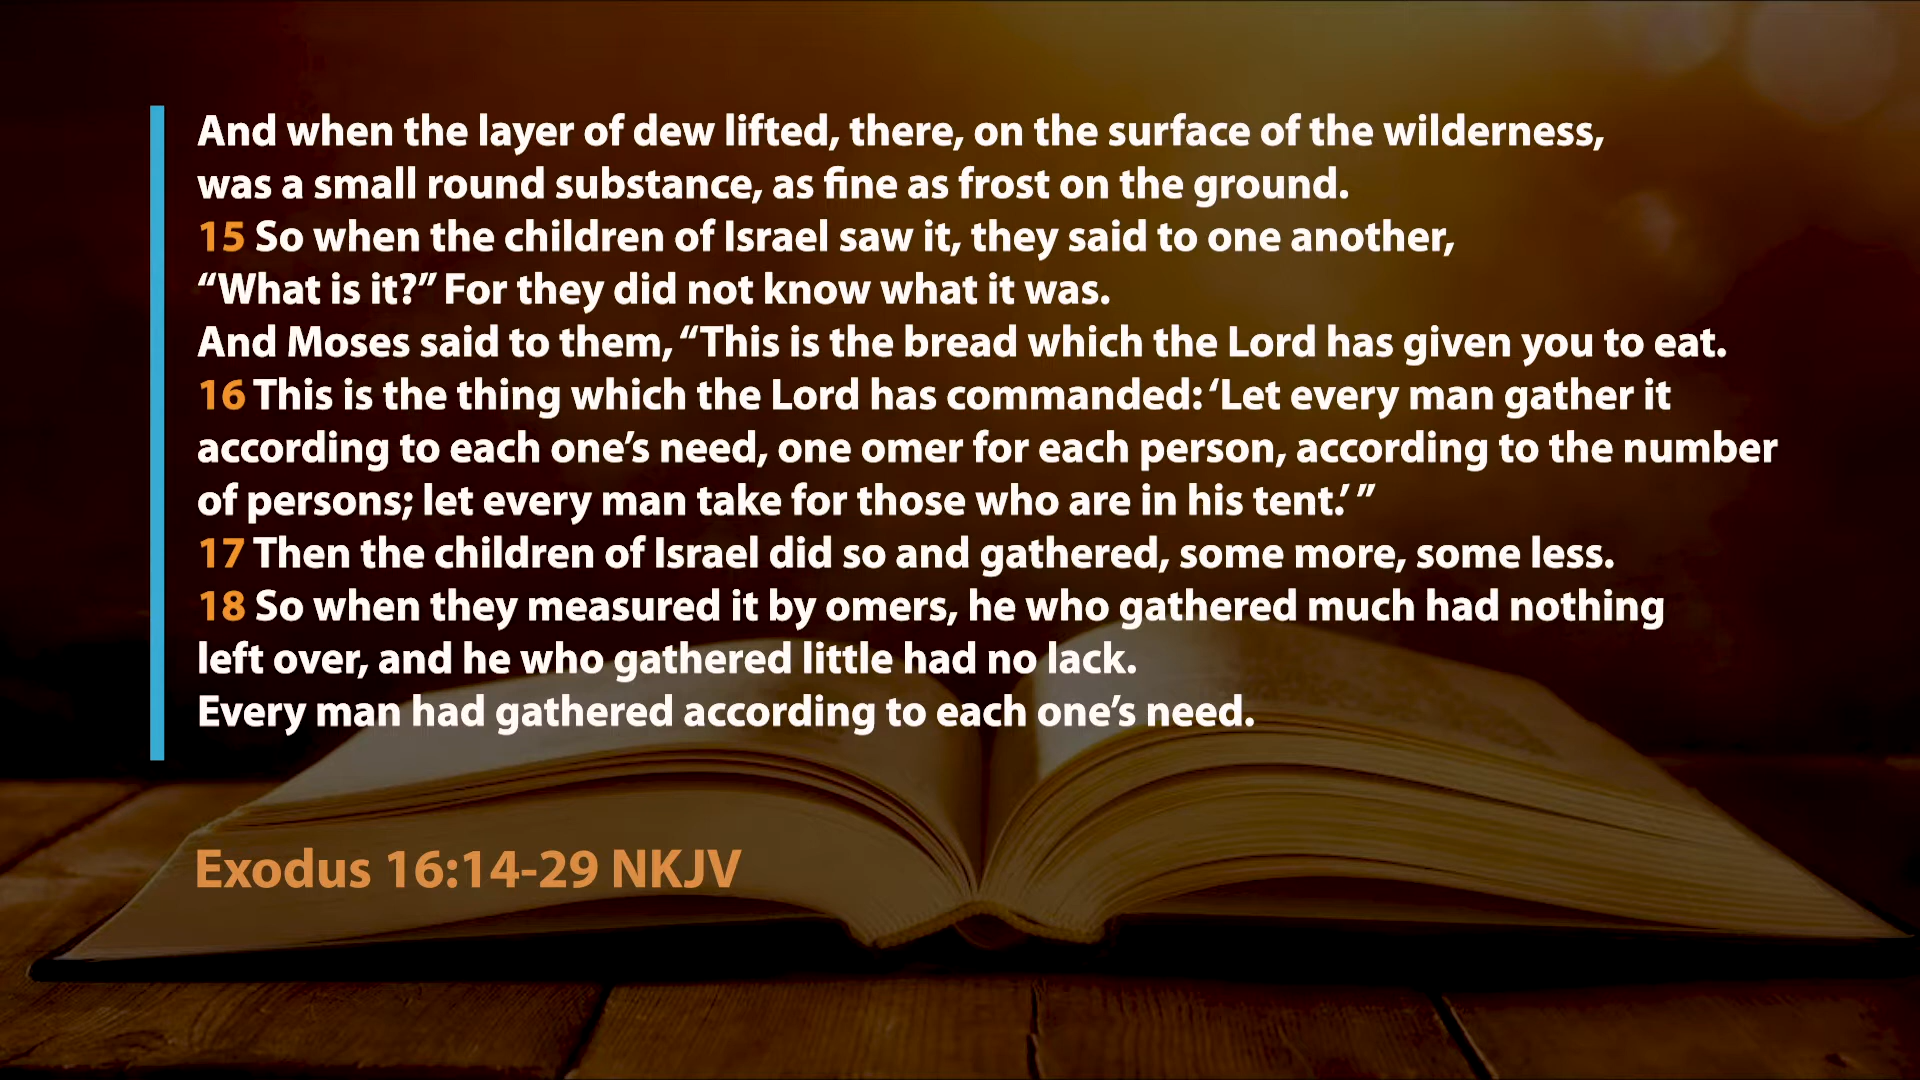 And when the layer of dew lifted, there, on the surface of the wilderness,
was a small round substance, as fine as frost on the ground.
15 So when the children of Israel saw it, they said to one another,
“What is it?” For they did not know what it was.
And Moses said to them, “This is the bread which the Lord has given you to eat.
16 This is the thing which the Lord has commanded: ‘Let every man gather it
according to each one’s need, one omer for each person, according to the number
of persons; let every man take for those who are in his tent.’ ”
17 Then the children of Israel did so and gathered, some more, some less.
18 So when they measured it by omers, he who gathered much had nothing
left over, and he who gathered little had no lack.
Every man had gathered according to each one’s need.
Exodus 16:14-29 NKJV